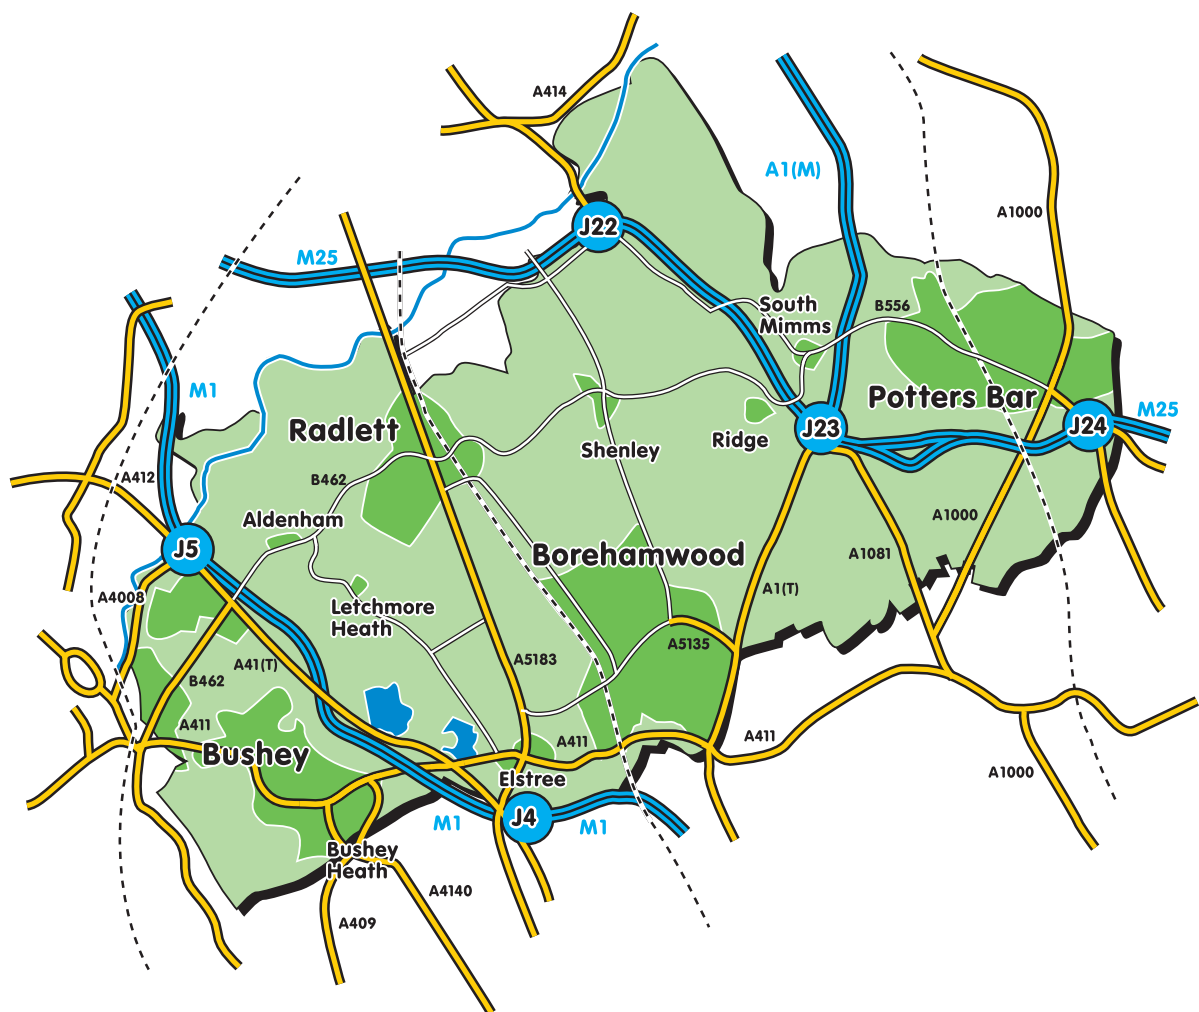 A414
A1(M)
A1000
J22
M25
South
Mimms
B556
M1
Potters Bar
M25
J24
Radlett
Ridge
J23
Shenley
A412
B462
Aldenham
A1000
J5
Borehamwood
A1081
A4008
Letchmore
Heath
A1(T)
A5135
A41(T)
A5183
B462
A411
Bushey
A411
A411
Elstree
A1000
M1
J4
M1
Bushey
Heath
A4140
A409